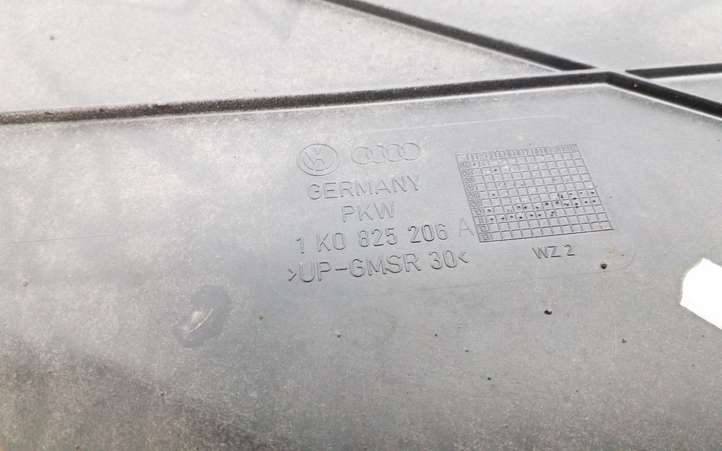 GERMANY
PKW
1K0 825 206 A
>UP-GMSR 30<
WZ 2